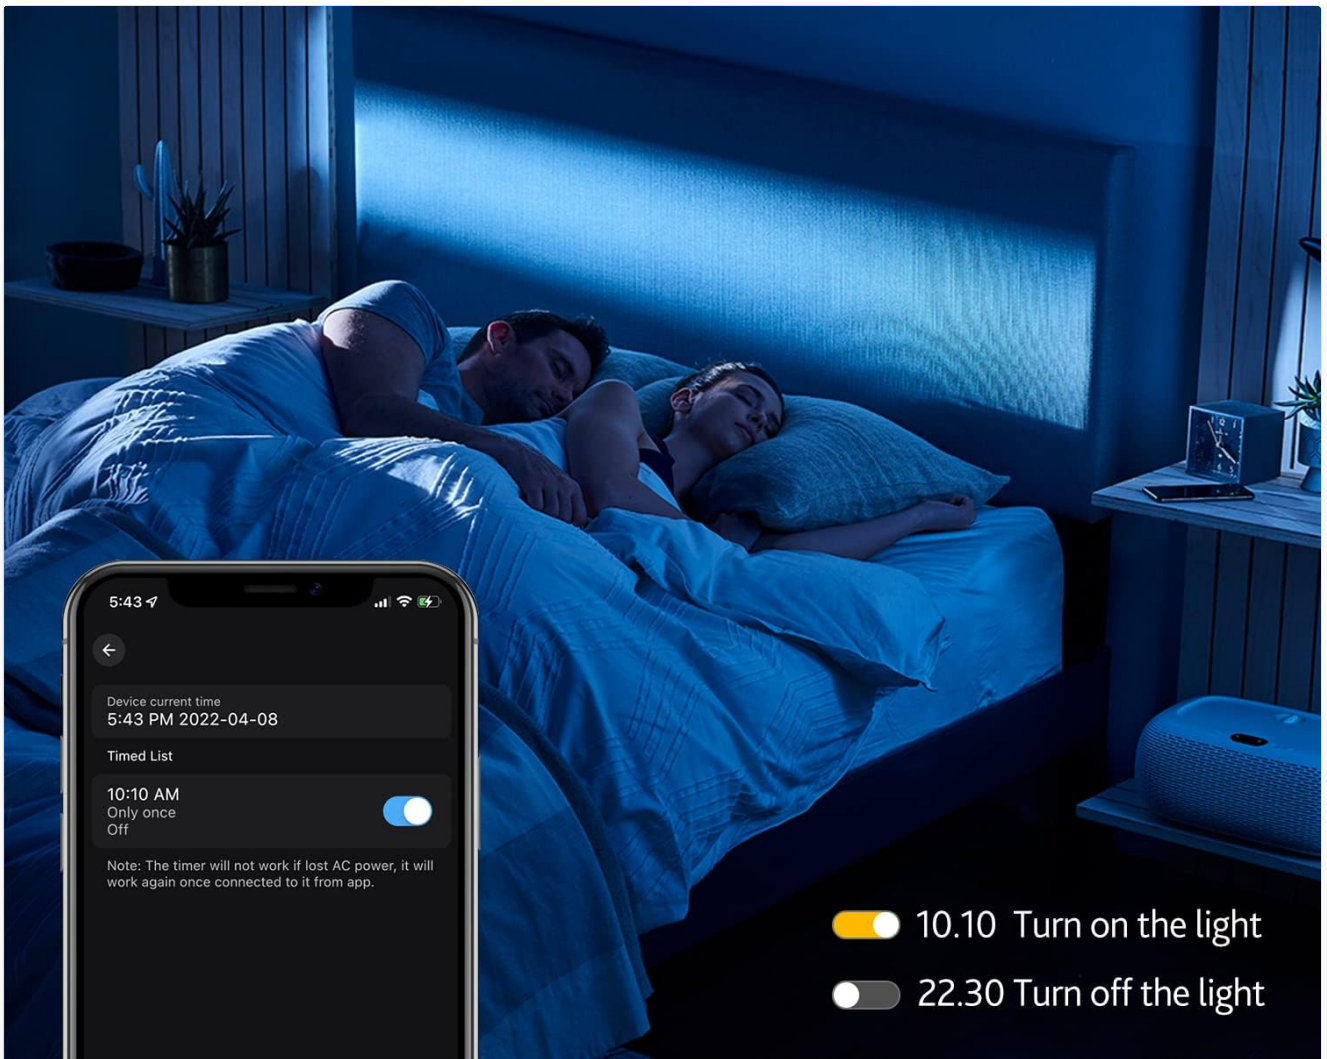 5:43
Device current time
5:43 PM 2022-04-08
Timed List
10:10 AM
Only once
Off
Note: The timer will not work if lost AC power, it will
work again once connected to it from app.
10.10 Turn on the light
22.30 Turn off the light